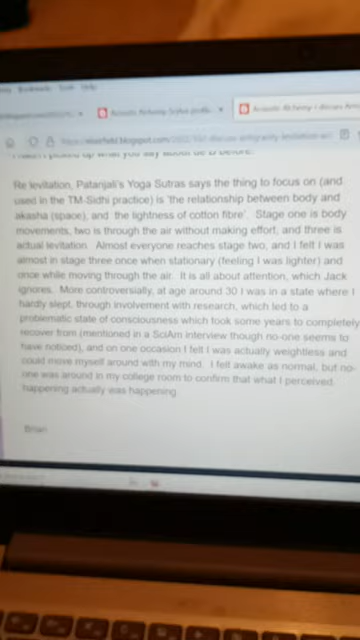 Bookmarks Tools Help
Re levitation, Patanjali's Yoga Sutras says the thing to focus on (and
used in the TM-Sidhi practice) is 'the relationship between body and
akasha (space), and the lightness of cotton fibre'. Stage one is body
movements, two is through the air without making effort, and three is
actual levitation. Almost everyone reaches stage two, and I felt I was
almost in stage three once when stationary (feeling I was lighter) and
once while moving through the air. It is all about attention, which Jack
ignores. More controversially, at age around 30 I was in a state where I
hardly slept, through involvement with research, which led to a
problematic state of consciousness which took some years to completely
recover from (mentioned in a SciAm interview though no-one seems to
have noticed), and on one occasion I felt I was actually weightless and
could move myself around with my mind. I felt awake as normal, but no-
one was around in my college room to confirm that what I perceived
happening actually was happening.
Brian